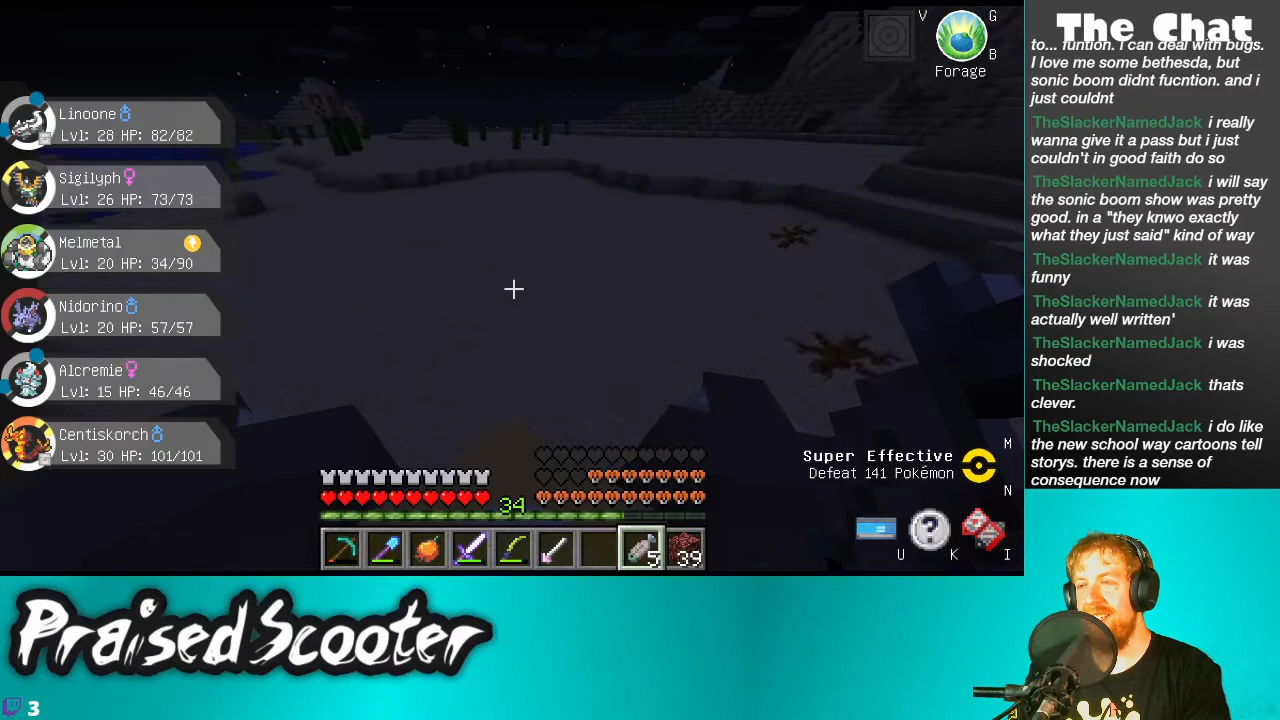 V
G
B
Forage
Linoone
Lvl: 28 HP: 82/82
Sigilyph
Lvl: 26 HP: 73/73
Melmetal
Lvl: 20 HP: 34/90
Nidorino
Lvl: 20 HP: 57/57
Alcremie
Lvl: 15 HP: 46/46
Centiskorch
Lvl: 30 HP: 101/101
Super Effective
Defeat 141 Pokémon
M
N
34
5
39
?
U
K
I
The Chat
to... funtion. I can deal with bugs.
I love me some bethesda, but
sonic boom didnt fucntion. and i
just couldnt
TheSlackerNamedJack i really
wanna give it a pass but i just
couldn't in good faith do so
TheSlackerNamedJack i will say
the sonic boom show was pretty
good. in a "they knwo exactly
what they just said" kind of way
TheSlackerNamedJack it was
funny
TheSlackerNamedJack it was
actually well written'
TheSlackerNamedJack i was
shocked
TheSlackerNamedJack thats
clever.
TheSlackerNamedJack i do like
the new school way cartoons tell
storys. there is a sense of
consequence now
PraisedScooter
3